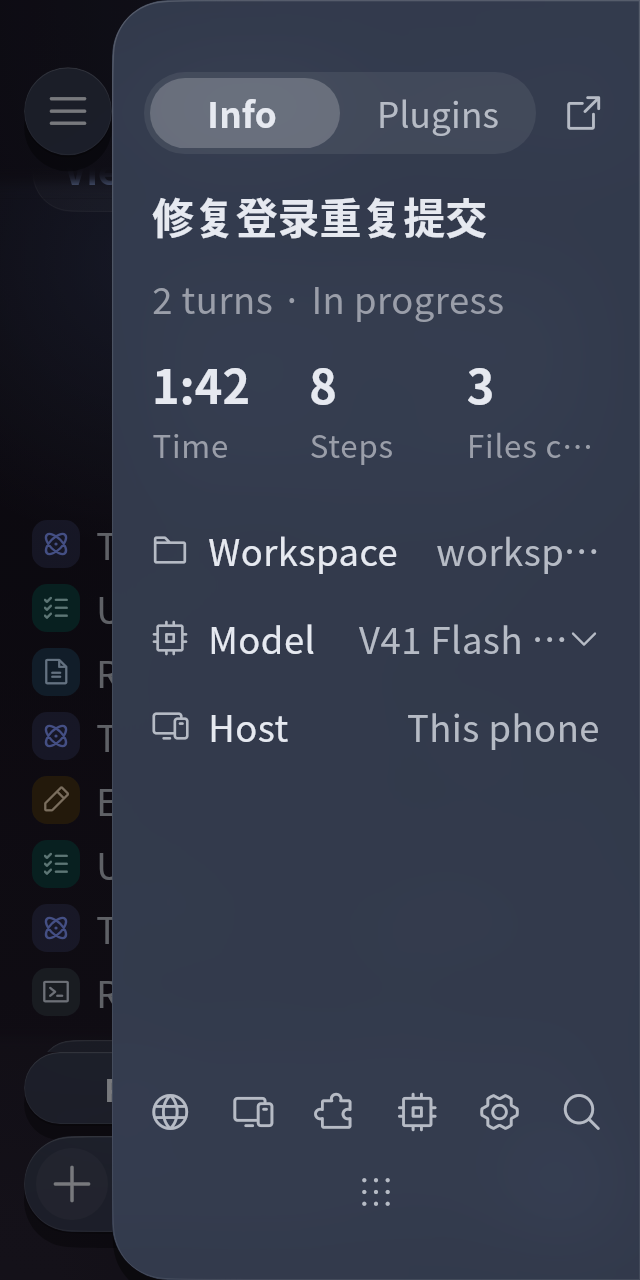 Info
Plugins
修复登录重复提交
2 turns · In progress
1:42
8
3
Time
Steps
Files c…
Workspace
worksp…
Model
V41 Flash …
Host
This phone